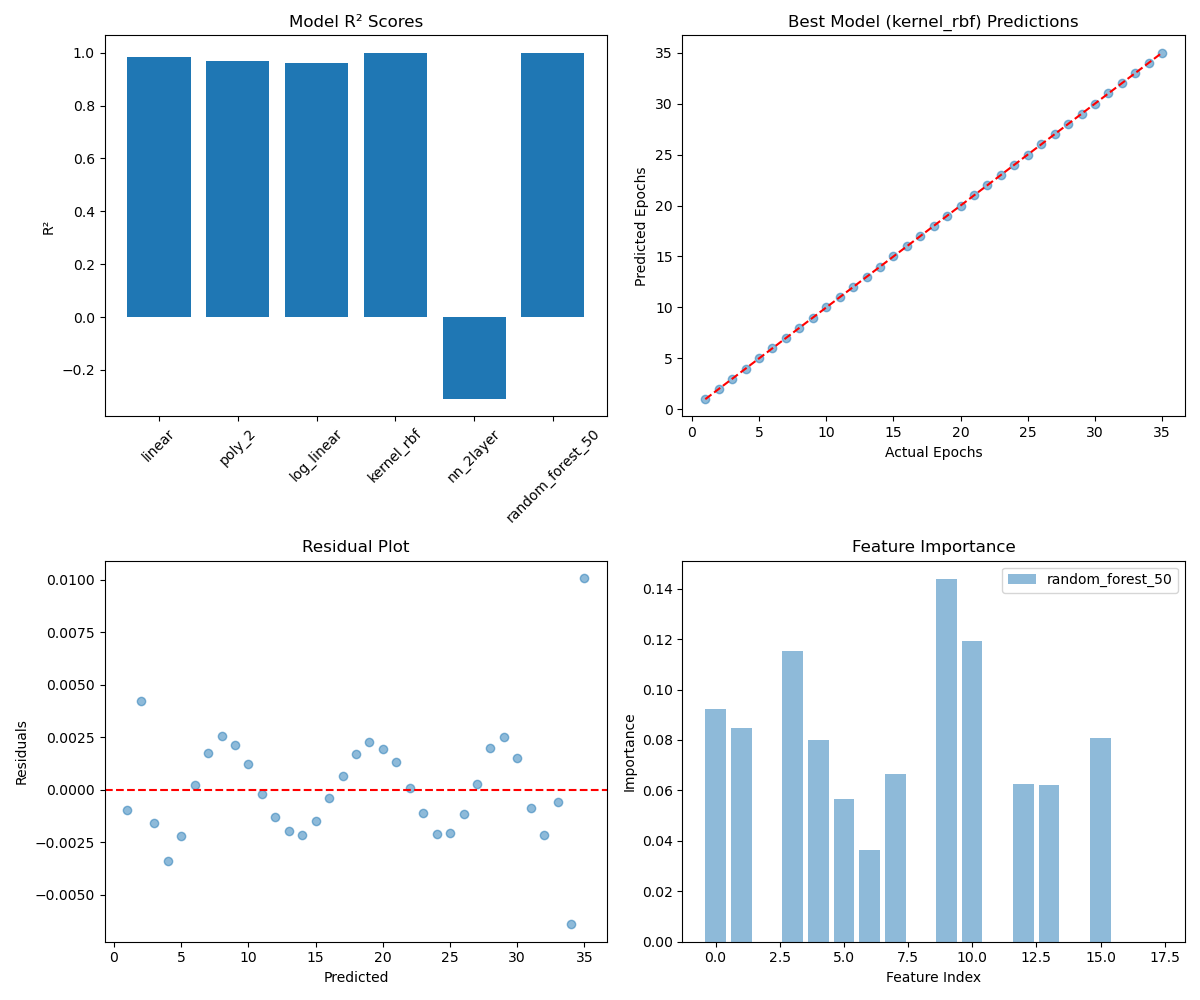 Model R² Scores
1.0
0.8
0.6
0.4
0.2
0.0
−0.2
R²
linear
poly_2
log_linear
kernel_rbf
nn_2layer
random_forest_50
Best Model (kernel_rbf) Predictions
35
30
25
20
15
10
5
0
Predicted Epochs
0 5 10 15 20 25 30 35
Actual Epochs
Residual Plot
0.0100
0.0075
0.0050
0.0025
0.0000
−0.0025
−0.0050
Residuals
0 5 10 15 20 25 30 35
Predicted
Feature Importance
random_forest_50
0.14
0.12
0.10
0.08
0.06
0.04
0.02
0.00
Importance
0.0 2.5 5.0 7.5 10.0 12.5 15.0 17.5
Feature Index